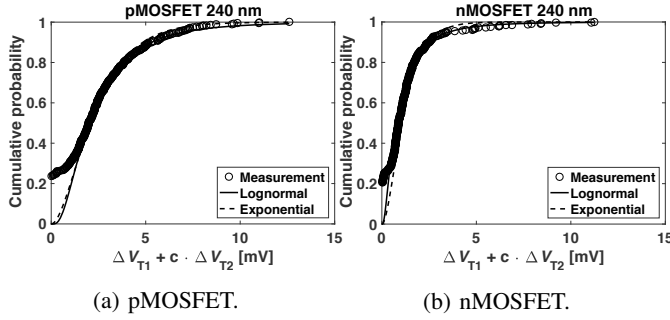 pMOSFET 240 nm
Cumulative probability
1
0.8
0.6
0.4
0.2
0
0 5 10 15
Measurement
Lognormal
Exponential
Δ V_T1 + c · Δ V_T2 [mV]
(a) pMOSFET.
nMOSFET 240 nm
Cumulative probability
1
0.8
0.6
0.4
0.2
0
0 5 10 15
Measurement
Lognormal
Exponential
Δ V_T1 + c · Δ V_T2 [mV]
(b) nMOSFET.